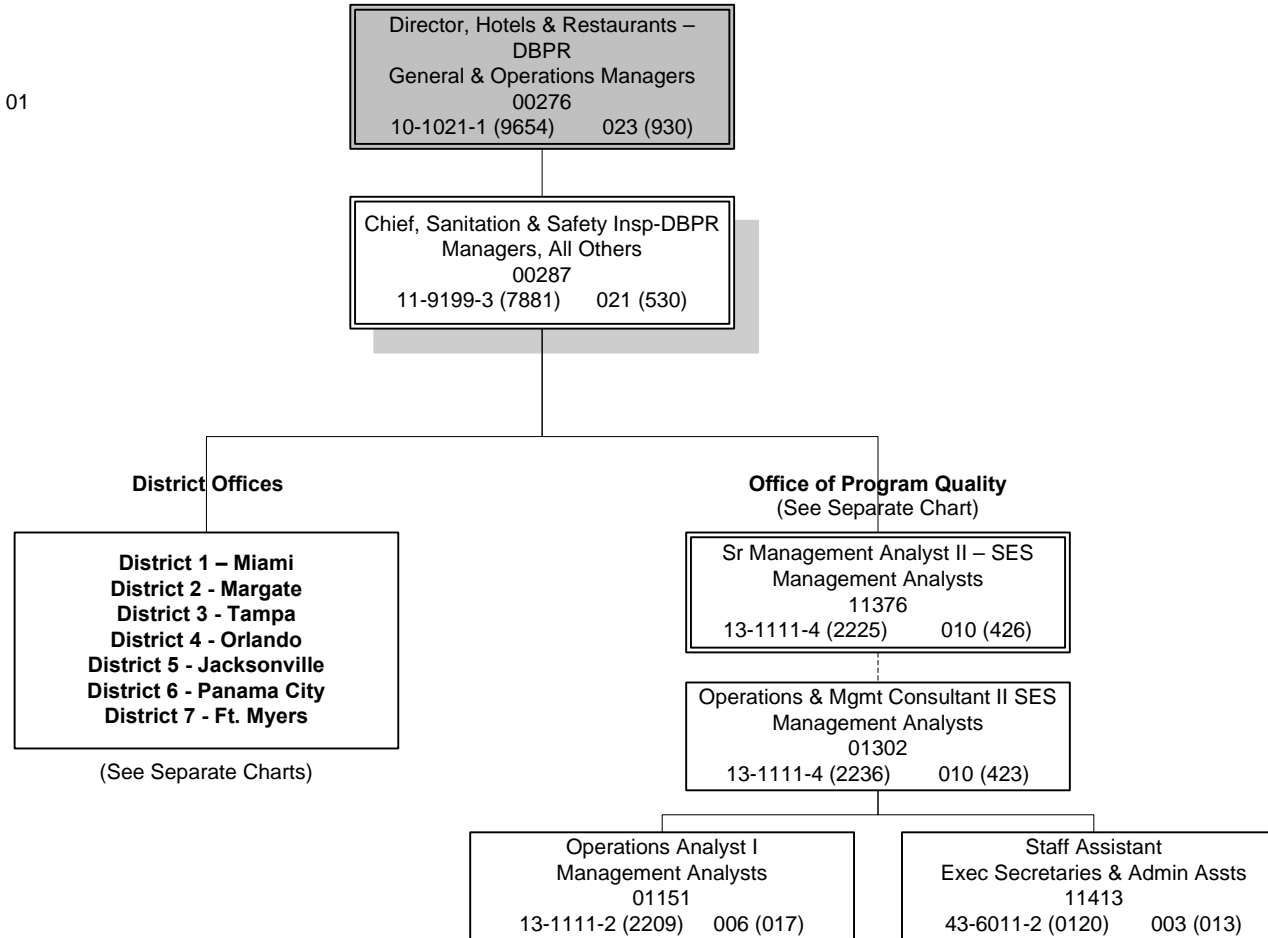 01
Director, Hotels & Restaurants –
DBPR
General & Operations Managers
00276
10-1021-1 (9654) 023 (930)
Chief, Sanitation & Safety Insp-DBPR
Managers, All Others
00287
11-9199-3 (7881) 021 (530)
District Offices
District 1 – Miami
District 2 - Margate
District 3 - Tampa
District 4 - Orlando
District 5 - Jacksonville
District 6 - Panama City
District 7 - Ft. Myers
(See Separate Charts)
Office of Program Quality
(See Separate Chart)
Sr Management Analyst II – SES
Management Analysts
11376
13-1111-4 (2225) 010 (426)
Operations & Mgmt Consultant II SES
Management Analysts
01302
13-1111-4 (2236) 010 (423)
Operations Analyst I
Management Analysts
01151
13-1111-2 (2209) 006 (017)
Staff Assistant
Exec Secretaries & Admin Assts
11413
43-6011-2 (0120) 003 (013)